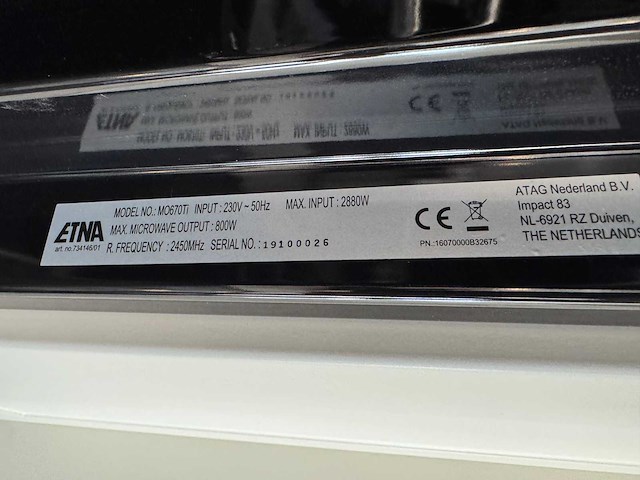 ETNA
art. no.734146/01
MODEL NO.: MO670Ti INPUT : 230V ~ 50Hz MAX. INPUT : 2880W
MAX. MICROWAVE OUTPUT : 800W
R. FREQUENCY : 2450MHz SERIAL NO. : 19100026
CE
PN.:16070000B32675
ATAG Nederland B.V.
Impact 83
NL-6921 RZ Duiven,
THE NETHERLANDS